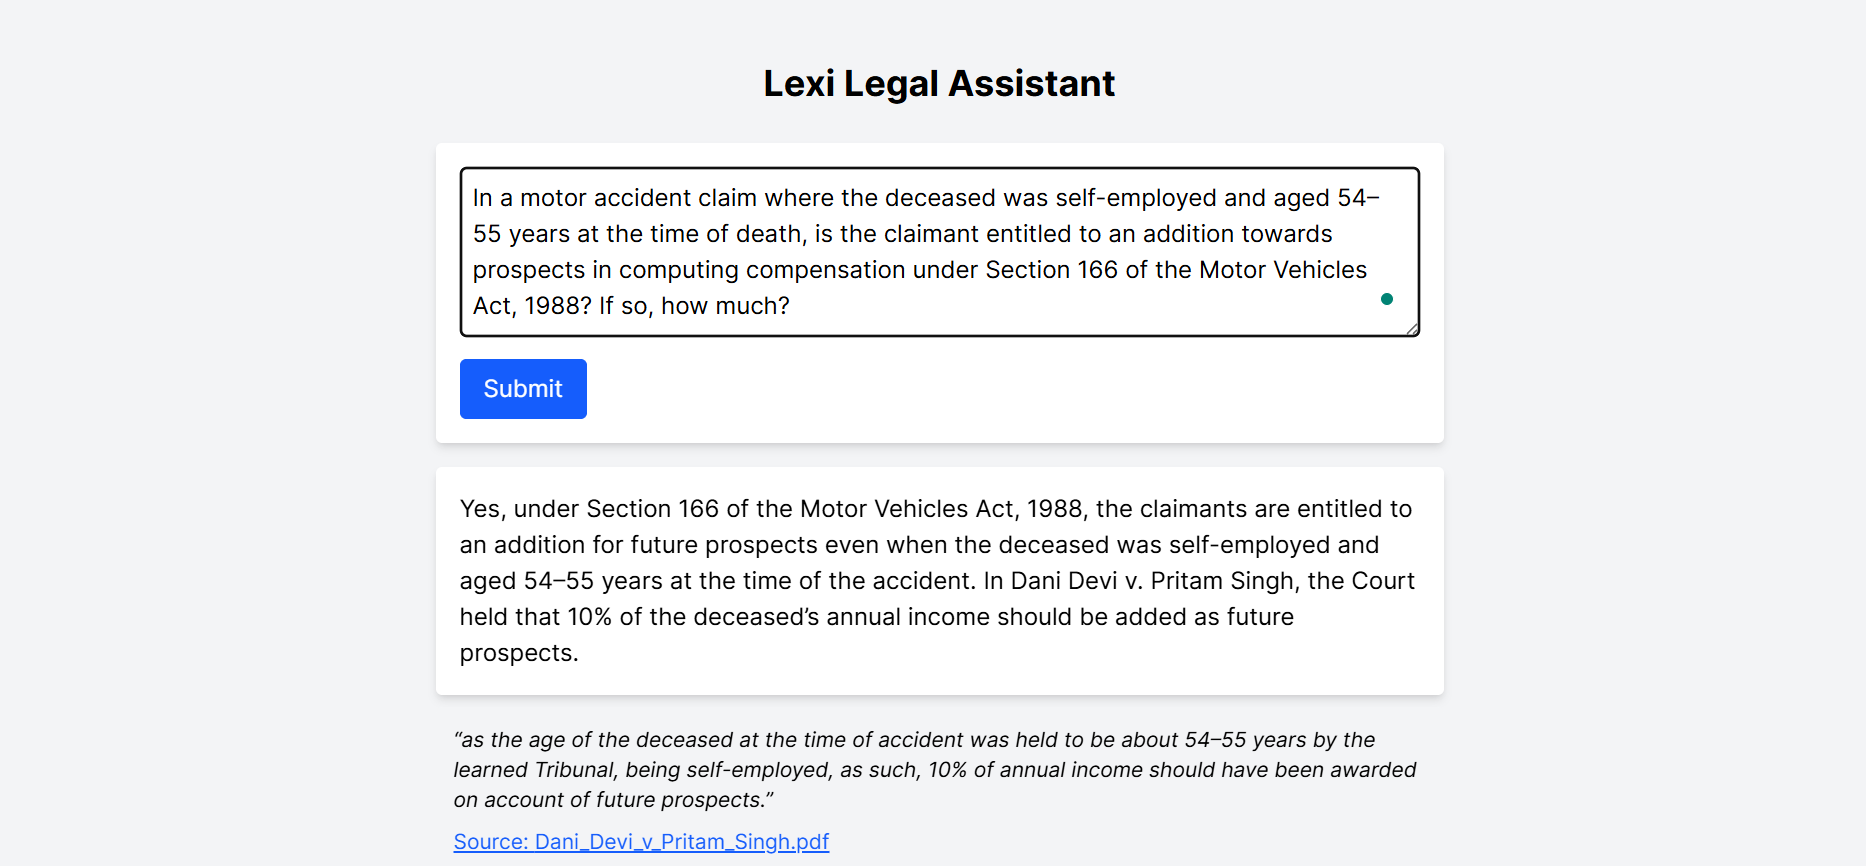 Lexi Legal Assistant
In a motor accident claim where the deceased was self-employed and aged 54–
55 years at the time of death, is the claimant entitled to an addition towards
prospects in computing compensation under Section 166 of the Motor Vehicles
Act, 1988? If so, how much?
Submit
Yes, under Section 166 of the Motor Vehicles Act, 1988, the claimants are entitled to
an addition for future prospects even when the deceased was self-employed and
aged 54–55 years at the time of the accident. In Dani Devi v. Pritam Singh, the Court
held that 10% of the deceased’s annual income should be added as future
prospects.
“as the age of the deceased at the time of accident was held to be about 54–55 years by the
learned Tribunal, being self-employed, as such, 10% of annual income should have been awarded
on account of future prospects.”
Source: Dani_Devi_v_Pritam_Singh.pdf